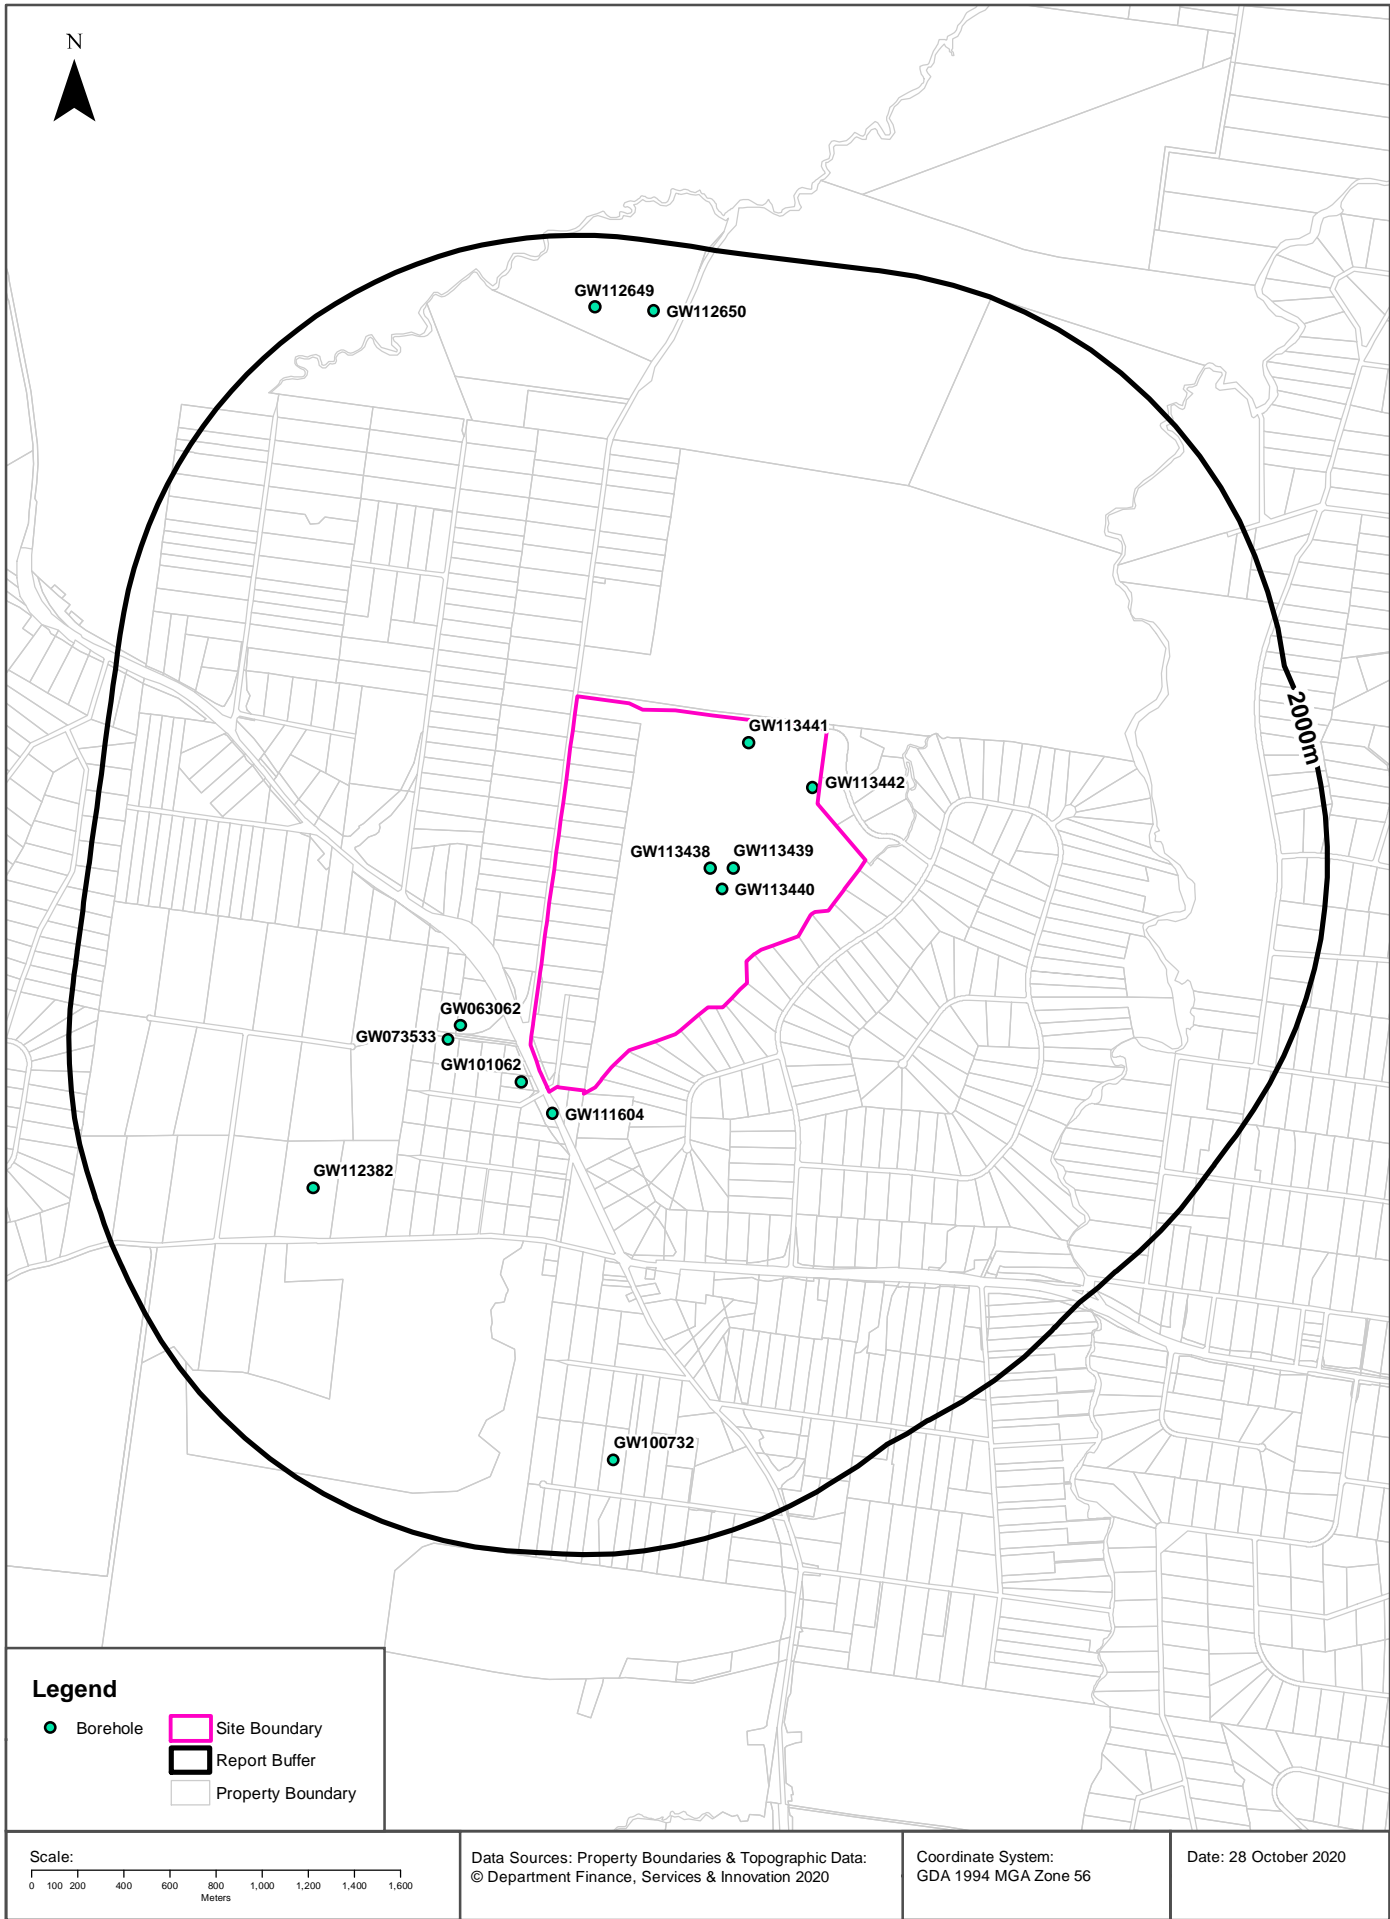 N
GW112649
GW112650
2000m
GW113441
GW113442
GW113438
GW113439
GW113440
GW063062
GW073533
GW101062
GW111604
GW112382
GW100732
Legend
Borehole
Site Boundary
Report Buffer
Property Boundary
Scale:
0 100 200 400 600 800 1,000 1,200 1,400 1,600
Meters
Data Sources: Property Boundaries & Topographic Data:
© Department Finance, Services & Innovation 2020
Coordinate System:
GDA 1994 MGA Zone 56
Date: 28 October 2020